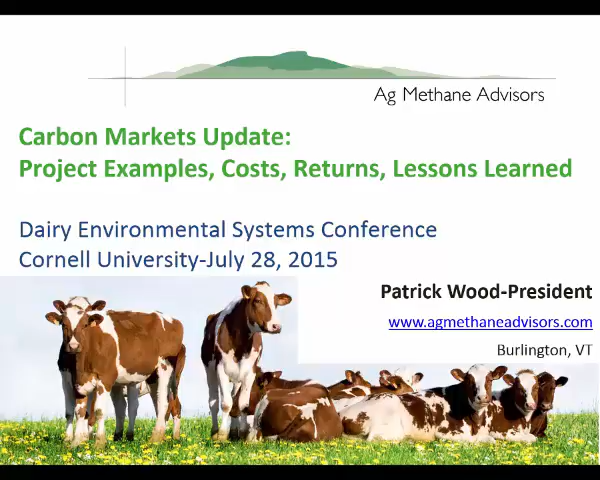 Ag Methane Advisors
Carbon Markets Update:
Project Examples, Costs, Returns, Lessons Learned
Dairy Environmental Systems Conference
Cornell University-July 28, 2015
Patrick Wood-President
www.agmethaneadvisors.com
Burlington, VT